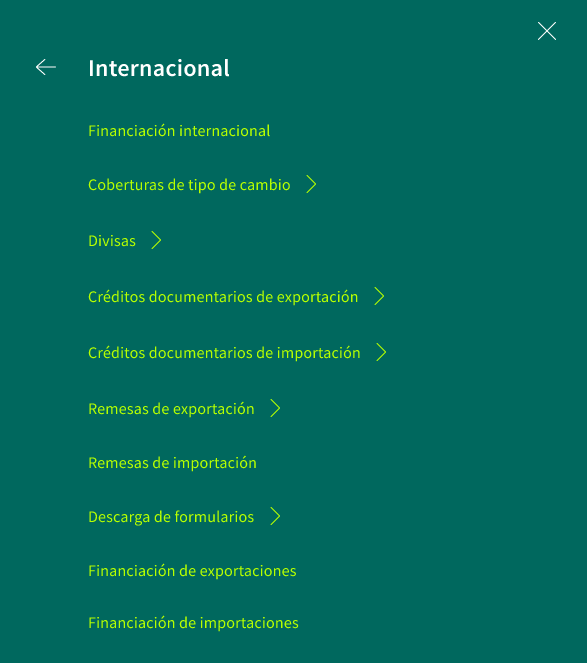 Internacional
Financiación internacional
Coberturas de tipo de cambio
Divisas
Créditos documentarios de exportación
Créditos documentarios de importación
Remesas de exportación
Remesas de importación
Descarga de formularios
Financiación de exportaciones
Financiación de importaciones